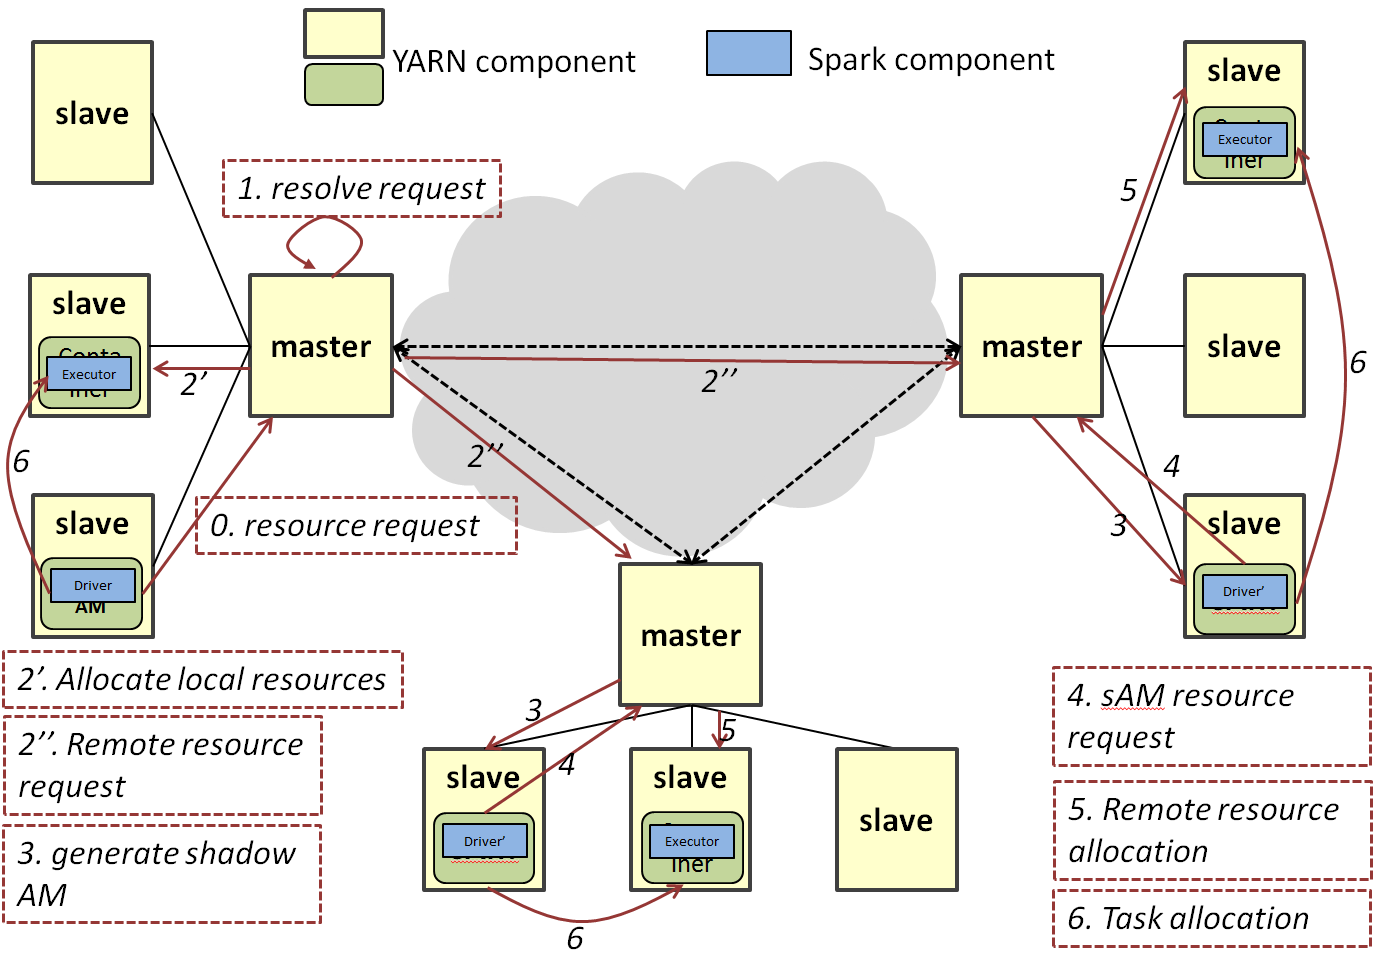 YARN component
Spark component
slave
slave
Executor
iner
1. resolve request
5
slave
Executor
iner
master
2'
2''
master
slave
6
6
2''
4
3
0. resource request
slave
Driver
AM
slave
Driver'
master
2'. Allocate local resources
2''. Remote resource
request
3. generate shadow
AM
3
4
5
slave
Driver'
slave
Executor
iner
slave
6
4. sAM resource
request
5. Remote resource
allocation
6. Task allocation